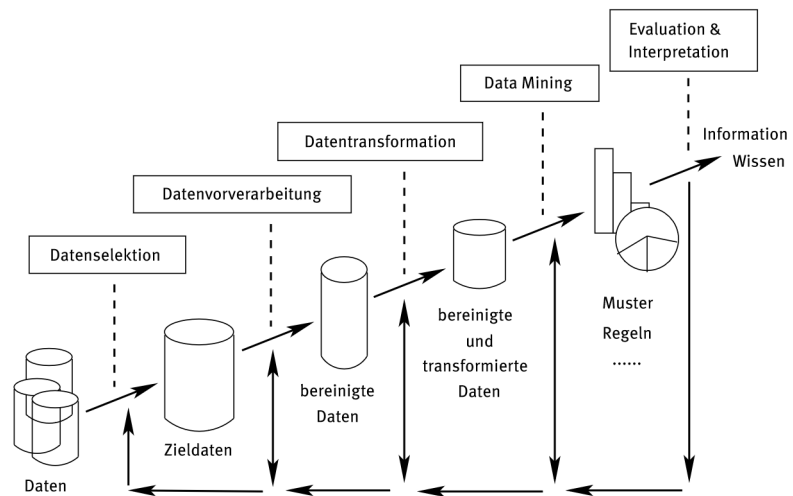 Evaluation &
Interpretation
Data Mining
Datentransformation
Datenvorverarbeitung
Datenselektion
Information
Wissen
Muster
Regeln
......
bereinigte
und
transformierte
Daten
bereinigte
Daten
Zieldaten
Daten